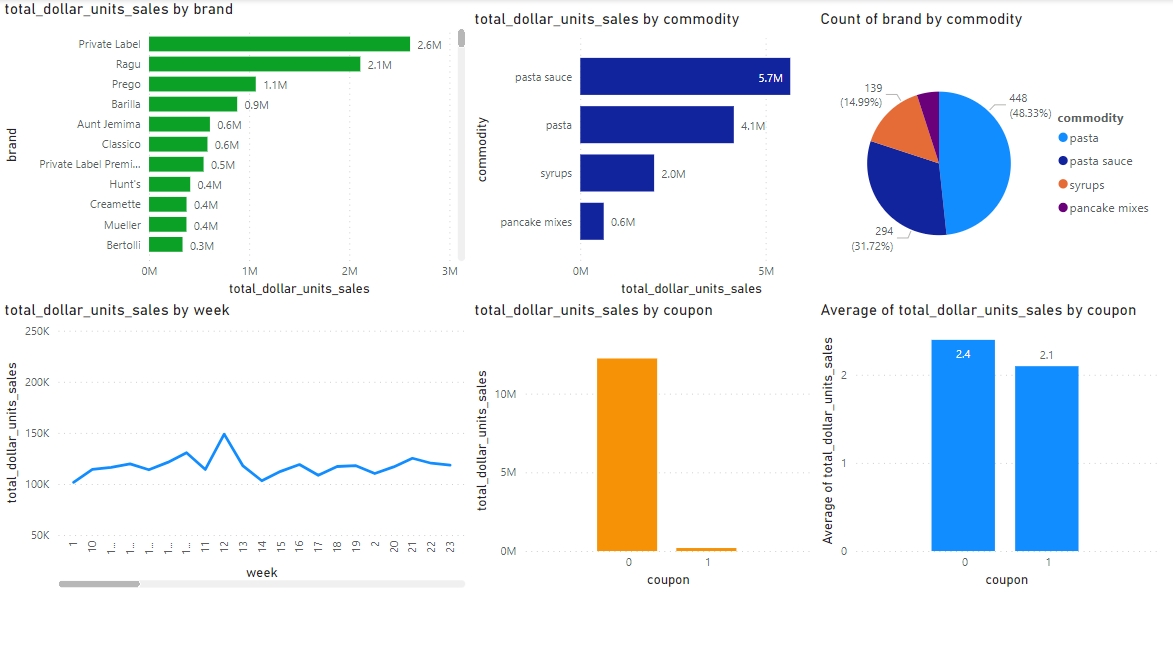 total_dollar_units_sales by brand
brand
Private Label
2.6M
Ragu
2.1M
Prego
1.1M
Barilla
0.9M
Aunt Jemima
0.6M
Classico
0.6M
Private Label Premi...
0.5M
Hunt's
0.4M
Creamette
0.4M
Mueller
0.4M
Bertolli
0.3M
0M 1M 2M 3M
total_dollar_units_sales
total_dollar_units_sales by commodity
commodity
pasta sauce
5.7M
pasta
4.1M
syrups
2.0M
pancake mixes
0.6M
0M 5M
total_dollar_units_sales
Count of brand by commodity
139
(14.99%)
448
(48.33%)
294
(31.72%)
commodity
pasta
pasta sauce
syrups
pancake mixes
total_dollar_units_sales by week
total_dollar_units_sales
250K
200K
150K
100K
50K
1 10 1... 1... 1... 1... 1... 11 12 13 14 15 16 17 18 19 2 20 21 22 23
week
total_dollar_units_sales by coupon
total_dollar_units_sales
10M
5M
0M
0 1
coupon
Average of total_dollar_units_sales by coupon
Average of total_dollar_units_sales
2
1
0
2.4
2.1
0 1
coupon